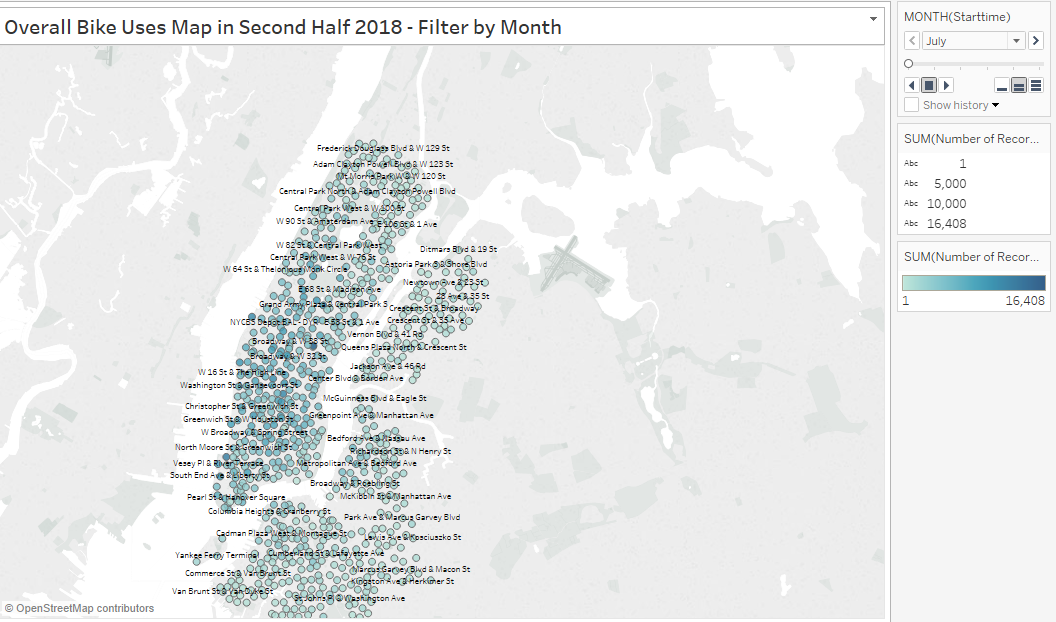 Overall Bike Uses Map in Second Half 2018 - Filter by Month
Frederick Douglass Blvd & W 129 St
Adam Clayton Powell Blvd & W 123 St
Mt Morris Park W & W 120 St
Central Park North & Adam Clayton Powell Blvd
Central Park West & W 100 St
W 90 St & Amsterdam Ave
E 106 St & 1 Ave
W 82 St & Central Park West
Ditmars Blvd & 19 St
Central Park West & W 76 St
Astoria Park S & Shore Blvd
W 64 St & Thelonious Monk Circle
Newtown Ave & 23 St
E 68 St & Madison Ave
28 Ave & 35 St
Grand Army Plaza & Central Park S
Crescent St & Broadway
NYCBS Depot BAL - DYR
E 53 St & 1 Ave
Crescent St & 35 Ave
Vernon Blvd & 41 Rd
Broadway & W 38 St
Queens Plaza North & Crescent St
Broadway & W 32 St
Jackson Ave & 46 Rd
W 16 St & The High Line
Center Blvd & Borden Ave
Washington St & Gansevoort St
McGuinness Blvd & Eagle St
Christopher St & Greenwich St
Greenpoint Ave & Manhattan Ave
Greenwich St & W Houston St
W Broadway & Spring Street
Bedford Ave & Nassau Ave
North Moore St & Greenwich St
Richardson St & N Henry St
Vesey Pl & River Terrace
Metropolitan Ave & Bedford Ave
South End Ave & Liberty St
Broadway & Roebling St
Pearl St & Hanover Square
McKibbin St & Manhattan Ave
Columbia Heights & Cranberry St
Park Ave & Marcus Garvey Blvd
Cadman Plaza West & Montague St
Lewis Ave & Kosciuszko St
Yankee Ferry Terminal
Cumberland St & Lafayette Ave
Commerce St & Van Brunt St
Marcus Garvey Blvd & Macon St
Kingston Ave & Herkimer St
Van Brunt St & Van Dyke St
St Johns Pl & Washington Ave
© OpenStreetMap contributors
MONTH(Starttime)
July
Show history
SUM(Number of Recor...
Abc 1
Abc 5,000
Abc 10,000
Abc 16,408
SUM(Number of Recor...
1 16,408